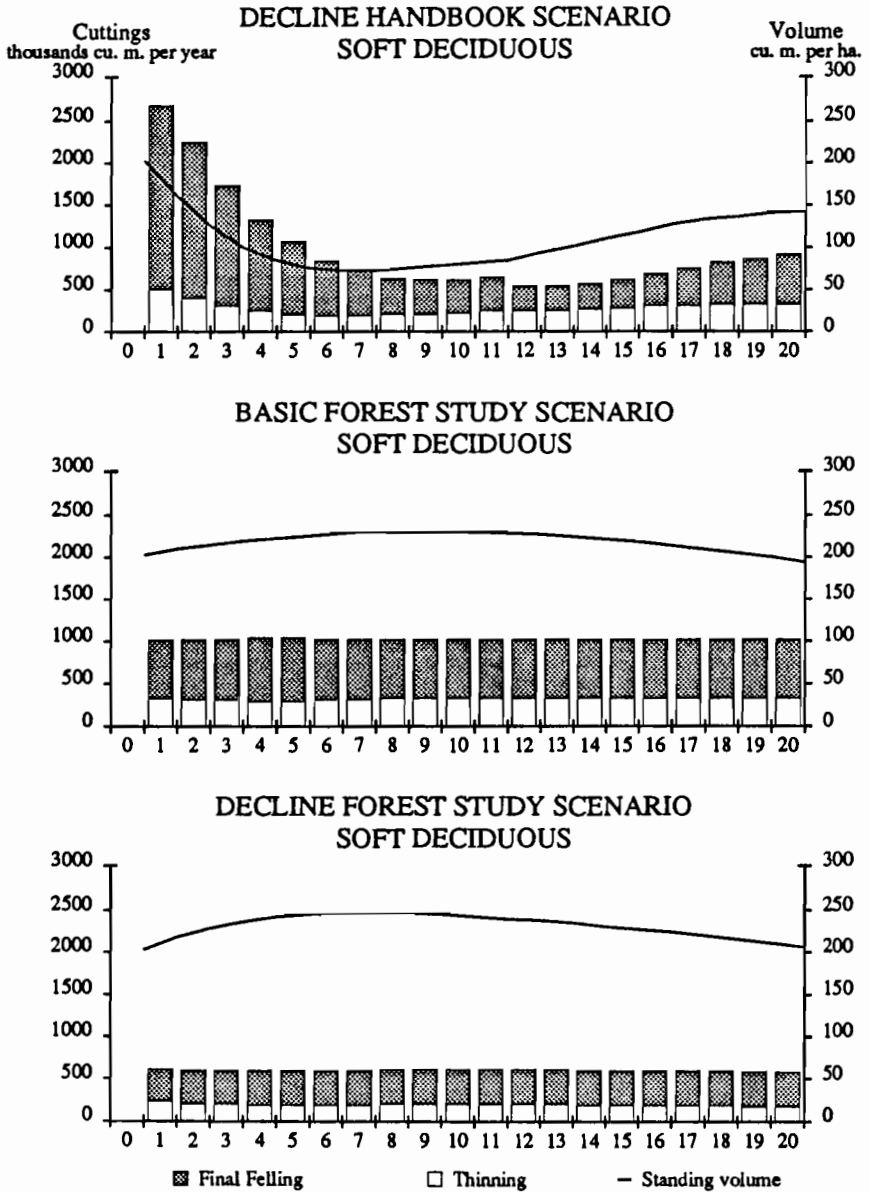 DECLINE HANDBOOK SCENARIO
SOFT DECIDUOUS
Cuttings
thousands cu. m. per year
Volume
cu. m. per ha.
3000 300
2500 250
2000 200
1500 150
1000 100
500 50
0 0
0 1 2 3 4 5 6 7 8 9 10 11 12 13 14 15 16 17 18 19 20
BASIC FOREST STUDY SCENARIO
SOFT DECIDUOUS
3000 300
2500 250
2000 200
1500 150
1000 100
500 50
0 0
0 1 2 3 4 5 6 7 8 9 10 11 12 13 14 15 16 17 18 19 20
DECLINE FOREST STUDY SCENARIO
SOFT DECIDUOUS
3000 300
2500 250
2000 200
1500 150
1000 100
500 50
0 0
0 1 2 3 4 5 6 7 8 9 10 11 12 13 14 15 16 17 18 19 20
Final Felling Thinning Standing volume